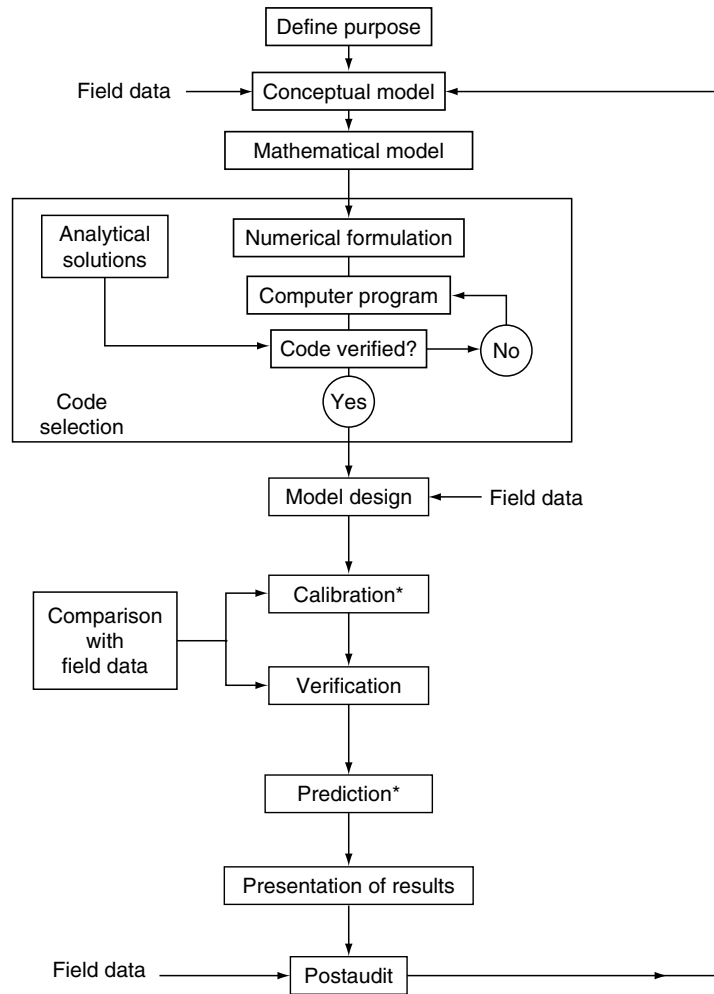 Define purpose
Field data
Conceptual model
Mathematical model
Analytical
solutions
Numerical formulation
Computer program
Code verified?
No
Yes
Code
selection
Model design
Field data
Calibration*
Comparison
with
field data
Verification
Prediction*
Presentation of results
Field data
Postaudit